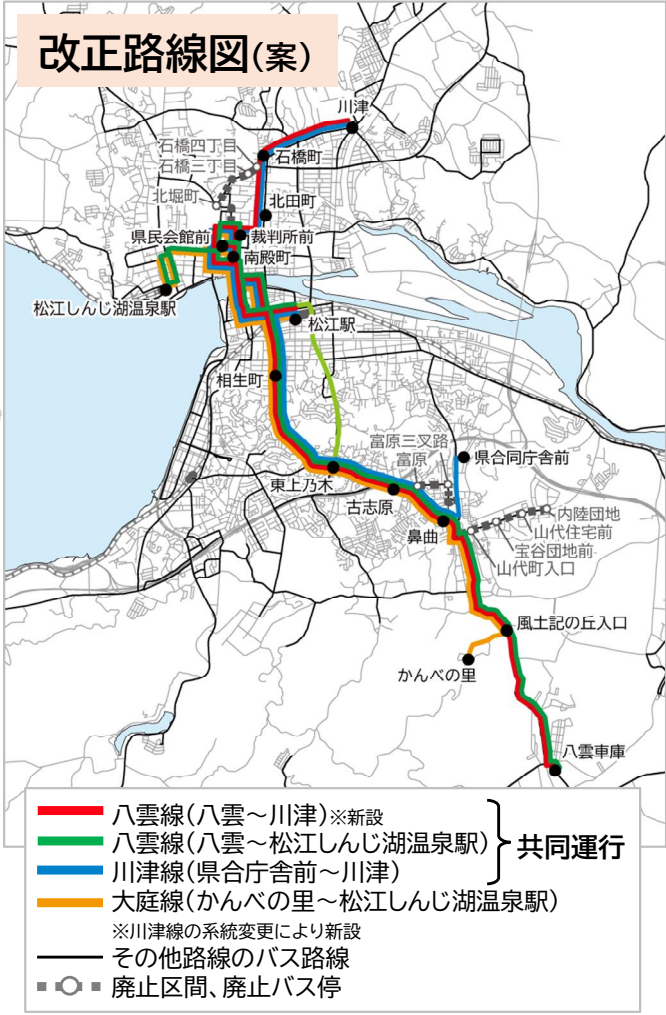 改正路線図(案)
川津
石橋四丁目
石橋三丁目
石橋町
北堀町
北田町
県民会館前
裁判所前
南殿町
松江しんじ湖温泉駅
松江駅
相生町
富原三叉路
富原
県合同庁舎前
東上乃木
古志原
鼻曲
内陸団地
山代住宅前
宝谷団地前
山代町入口
風土記の丘入口
かんべの里
八雲車庫
八雲線(八雲～川津)※新設
八雲線(八雲～松江しんじ湖温泉駅)
共同運行
川津線(県合庁舎前～川津)
大庭線(かんべの里～松江しんじ湖温泉駅)
※川津線の系統変更により新設
その他路線のバス路線
廃止区間、廃止バス停